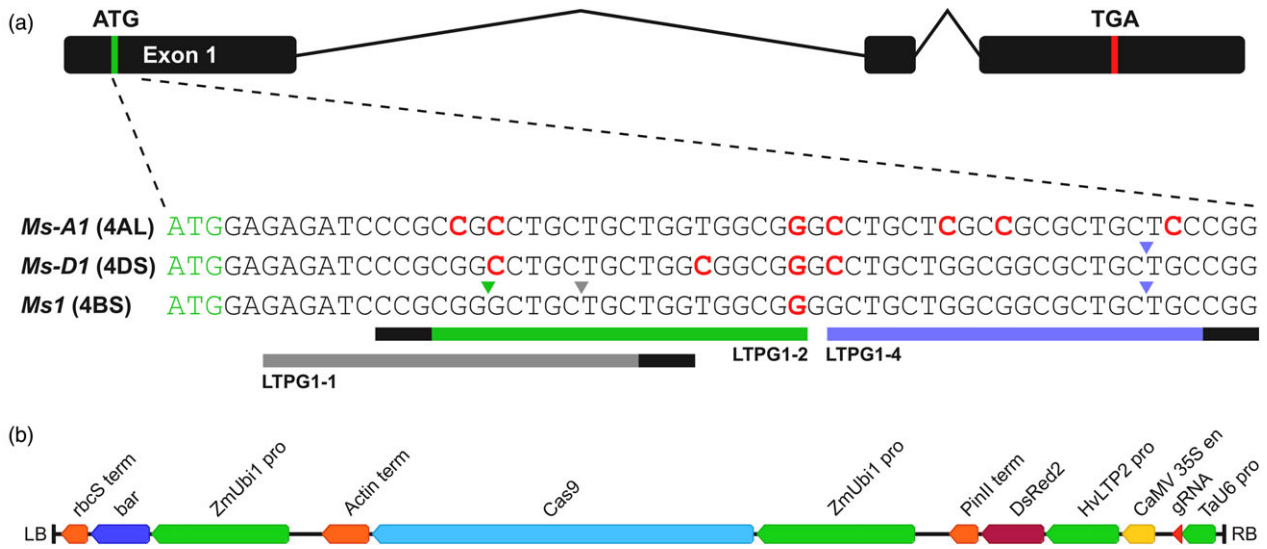 (a)
ATG
TGA
Exon 1
Ms-A1 (4AL) ATGGAGAGATCCCGCCGCCTGCTGCTGGTGGCGGGCCTGCTCGCCGCGCTGCTCCCGG
Ms-D1 (4DS) ATGGAGAGATCCCGCGGCCTGCTGCTGGCGGCGGGCCTGCTGGCGGCGCTGCTGCCGG
Ms1 (4BS) ATGGAGAGATCCCGCGGGCTGCTGCTGGTGGCGGGGCTGCTGGCGGCGCTGCTGCCGG
LTPG1-2
LTPG1-4
LTPG1-1
(b)
rbcS term
bar
ZmUbi1 pro
Actin term
Cas9
ZmUbi1 pro
PinII term
DsRed2
HvLTP2 pro
CaMV 35S en
gRNA
TaU6 pro
LB
RB